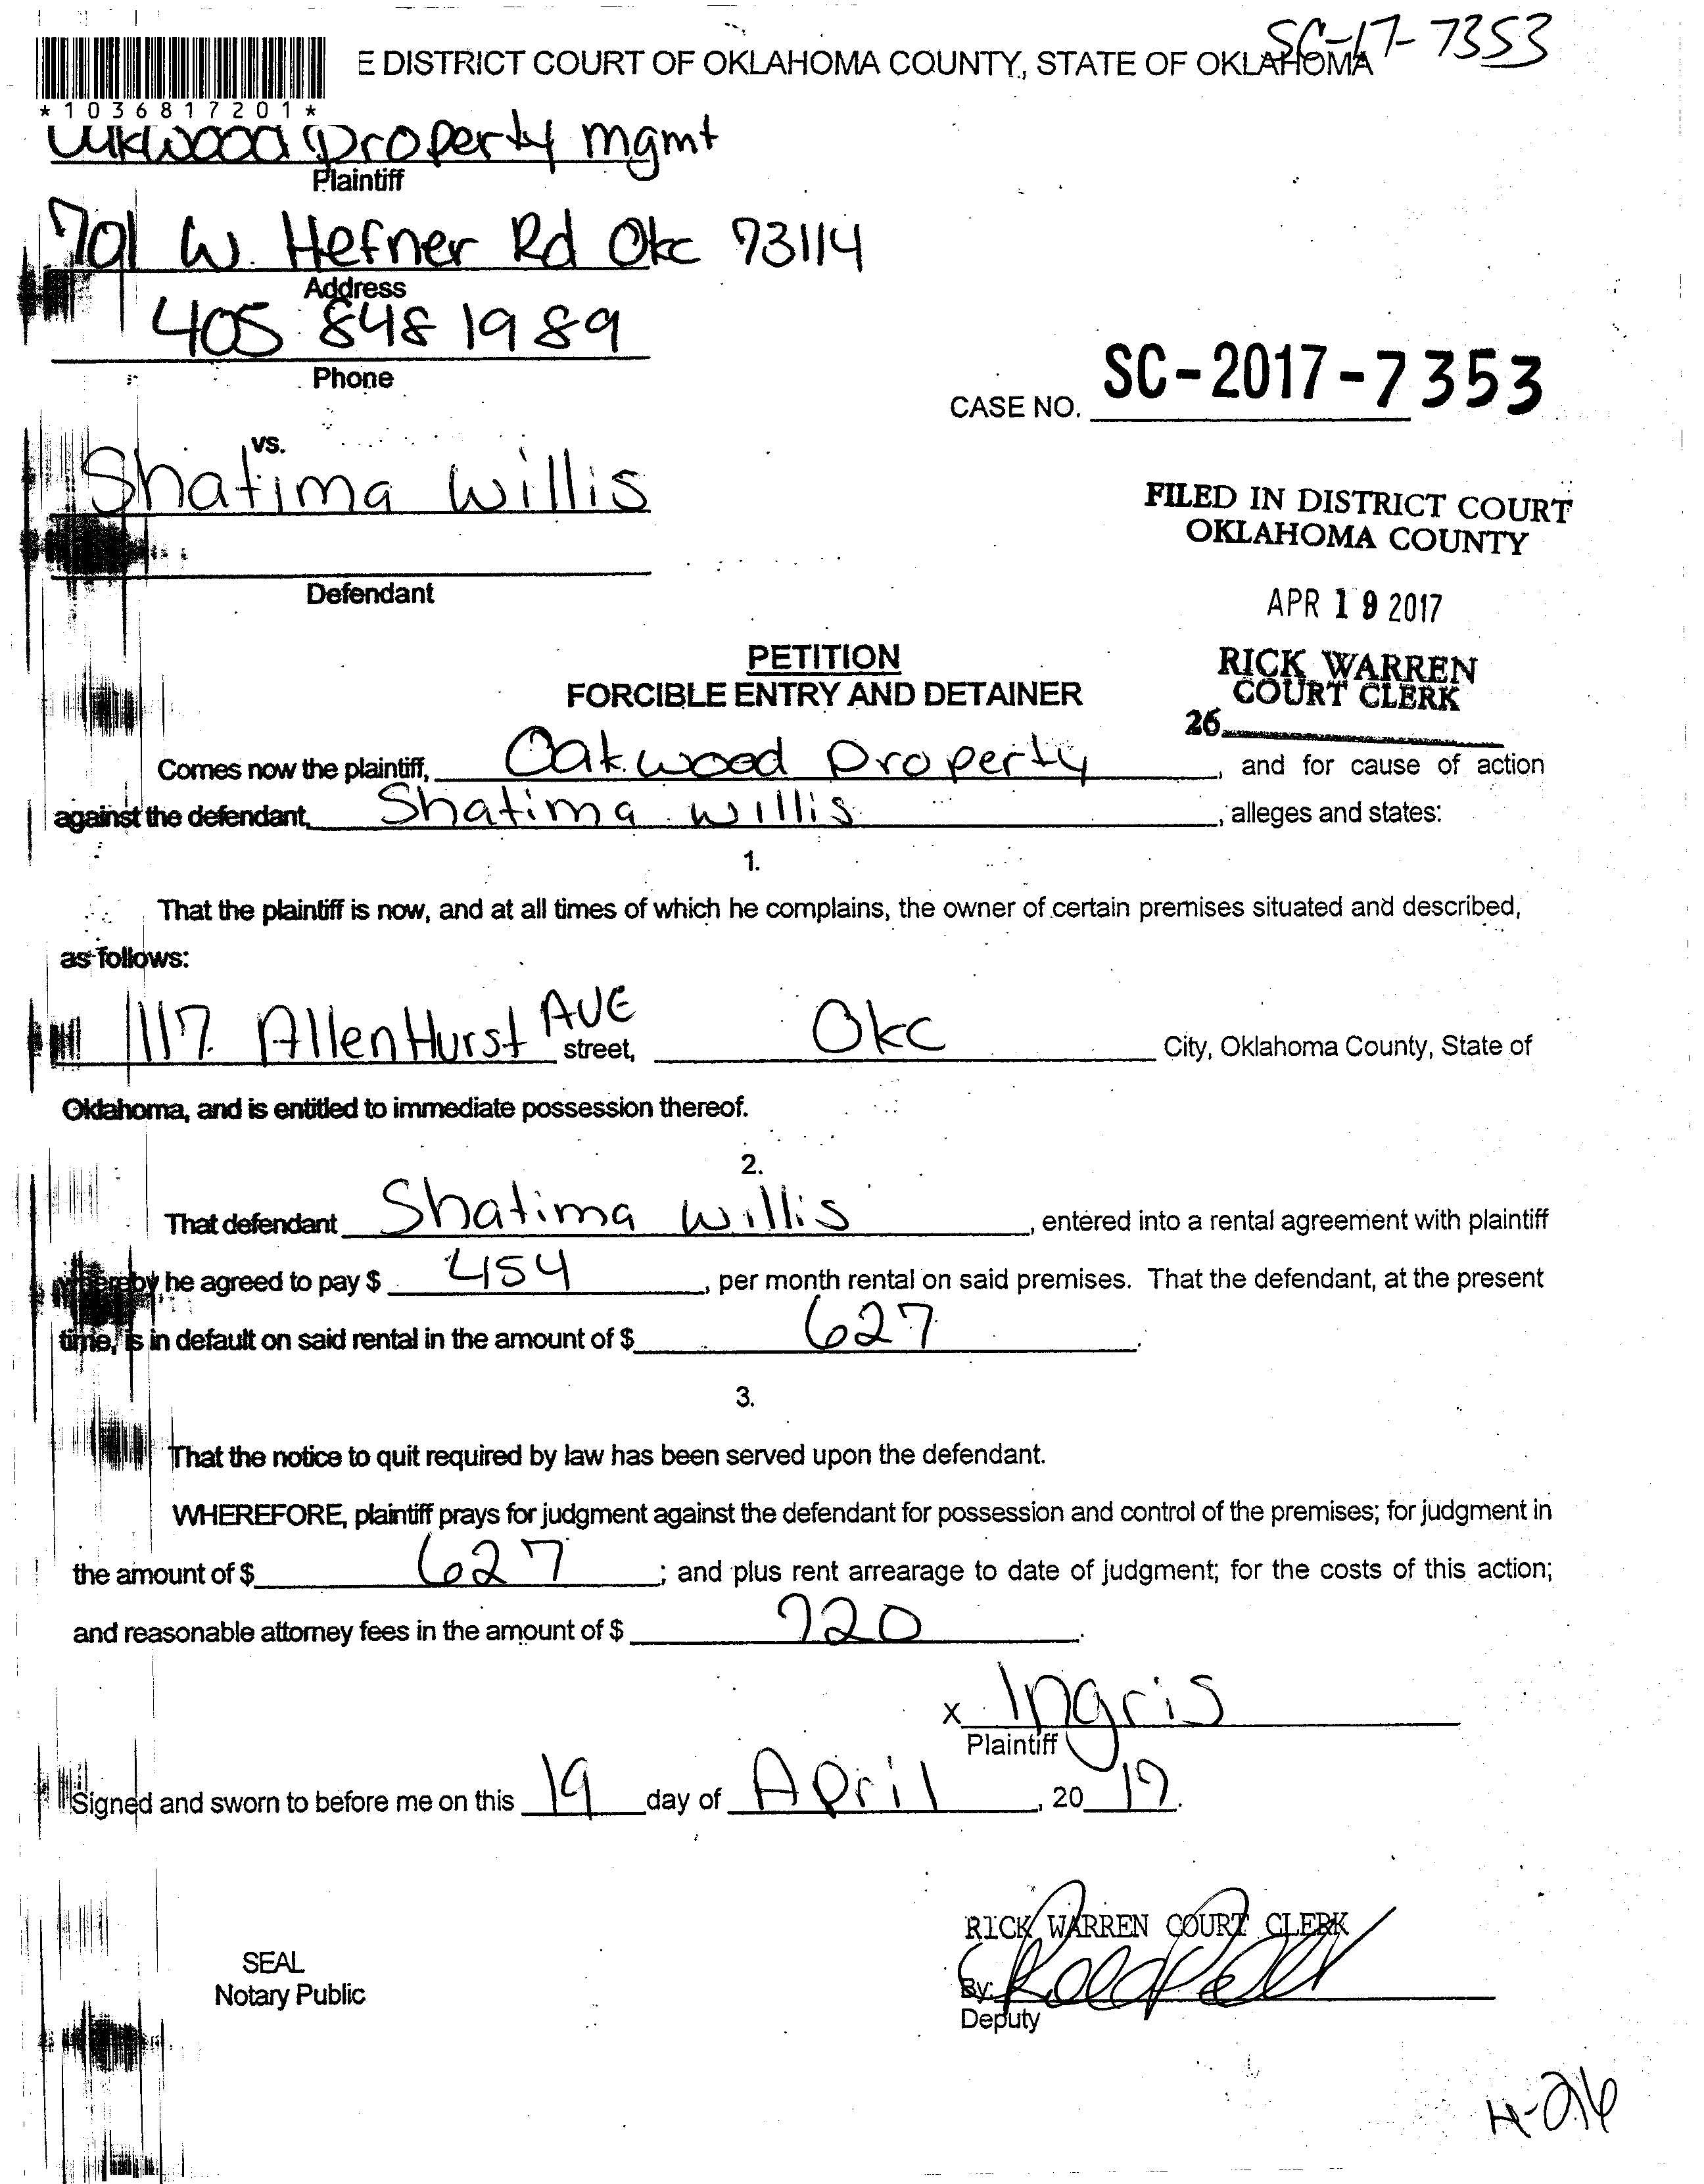 SC-17-7353
E DISTRICT COURT OF OKLAHOMA COUNTY, STATE OF OKLAHOMA
*1036817201*
Oakwood Property mgmt
Plaintiff
701 W. Hefner Rd Okc 73114
Address
405 848 1989
Phone
CASE NO. SC-2017-7353
vs.
Shatima Willis
Defendant
FILED IN DISTRICT COURT
OKLAHOMA COUNTY
APR 19 2017
RICK WARREN
COURT CLERK
26
PETITION
FORCIBLE ENTRY AND DETAINER
Comes now the plaintiff, Oakwood Property, and for cause of action
against the defendant, Shatima Willis, alleges and states:
1.
That the plaintiff is now, and at all times of which he complains, the owner of certain premises situated and described,
as follows:
1117 AllenHurst AVE street, Okc City, Oklahoma County, State of
Oklahoma, and is entitled to immediate possession thereof.
2.
That defendant Shatima Willis, entered into a rental agreement with plaintiff
whereby he agreed to pay $ 454, per month rental on said premises. That the defendant, at the present
time, is in default on said rental in the amount of $ 627.
3.
That the notice to quit required by law has been served upon the defendant.
WHEREFORE, plaintiff prays for judgment against the defendant for possession and control of the premises; for judgment in
the amount of $ 627; and plus rent arrearage to date of judgment; for the costs of this action;
and reasonable attorney fees in the amount of $ 720.
x Ingris
Plaintiff
Signed and sworn to before me on this 19 day of April, 20 17.
RICK WARREN COURT CLERK
SEAL
Notary Public
By:
Deputy
4-26